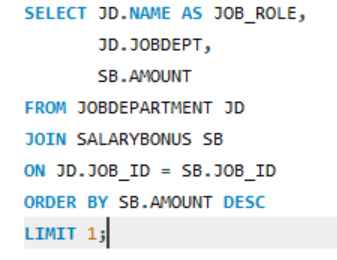 SELECT JD.NAME AS JOB_ROLE,
JD.JOBDEPT,
SB.AMOUNT
FROM JOBDEPARTMENT JD
JOIN SALARYBONUS SB
ON JD.JOB_ID = SB.JOB_ID
ORDER BY SB.AMOUNT DESC
LIMIT 1;